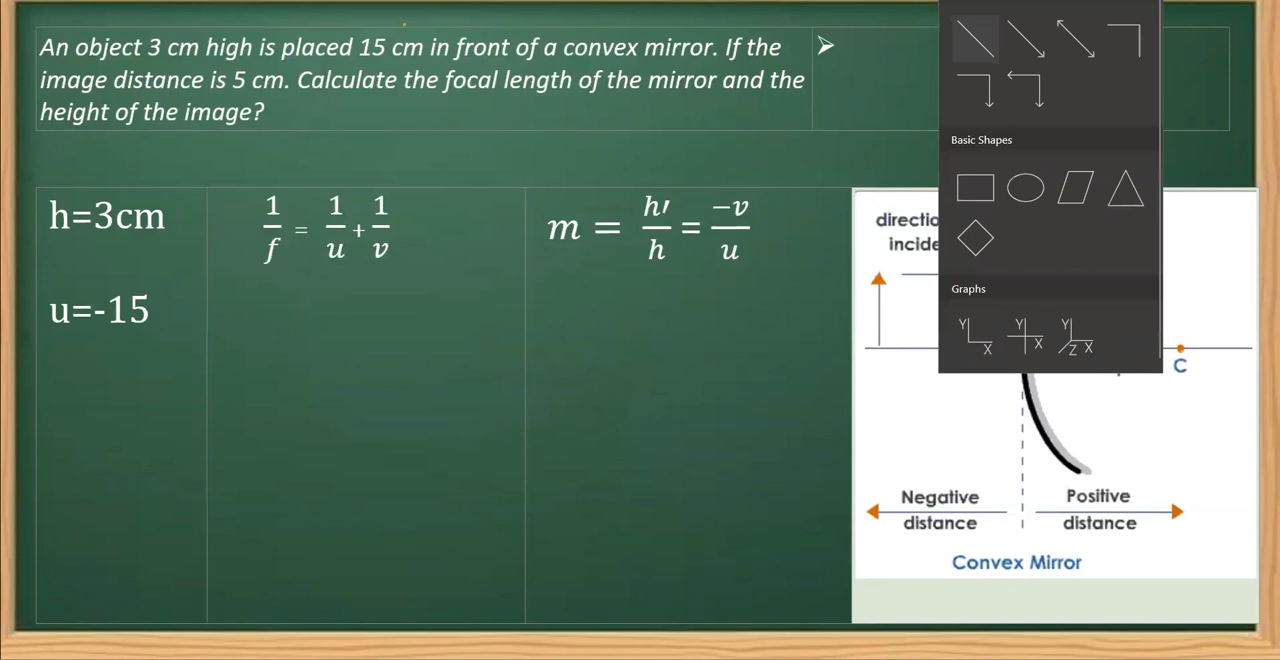 An object 3 cm high is placed 15 cm in front of a convex mirror. If the
image distance is 5 cm. Calculate the focal length of the mirror and the
height of the image?
➢
h=3cm
u=-15
1/f = 1/u + 1/v
m = h′/h = −v/u
Basic Shapes
Graphs
Y X
Y X
Y Z X
C
Negative
distance
Positive
distance
Convex Mirror